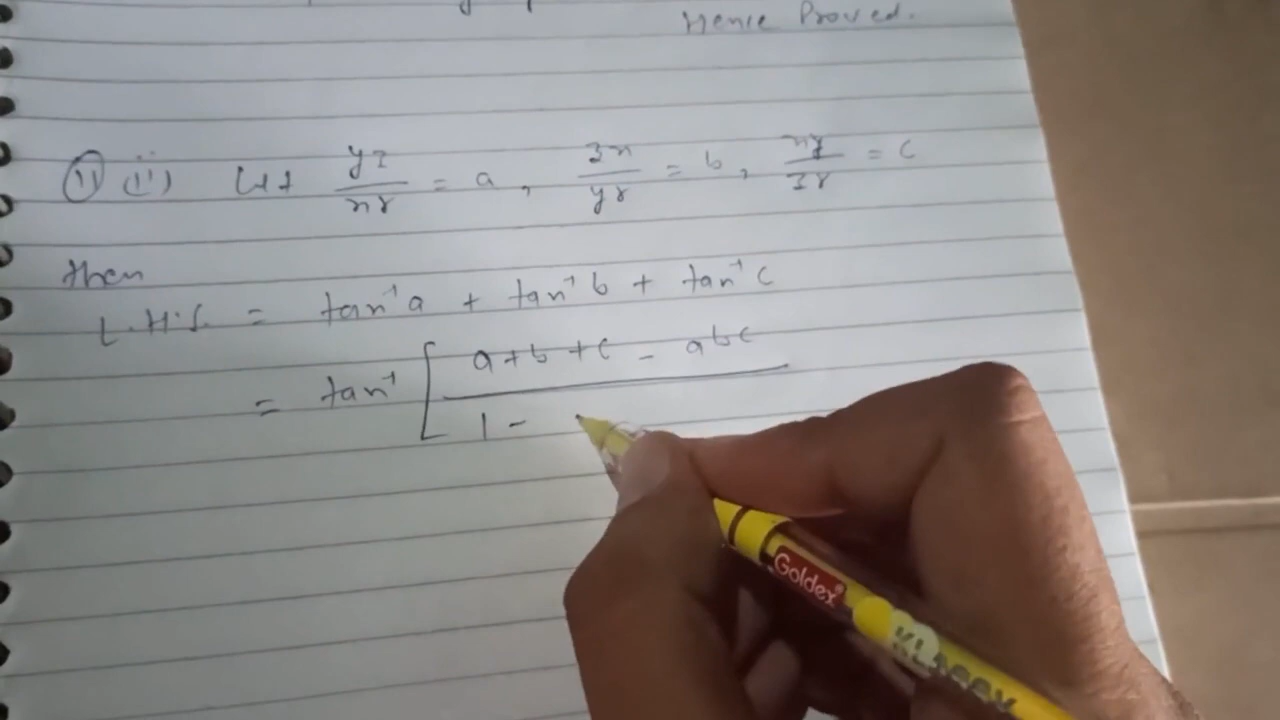 Hence Proved.
11 (ii) Let yz/xr = a, zx/yr = b, xy/zr = c
then
L.H.S. = tan⁻¹a + tan⁻¹b + tan⁻¹c
= tan⁻¹ [ a+b+c - abc / 1 -
Goldex
KLASSY